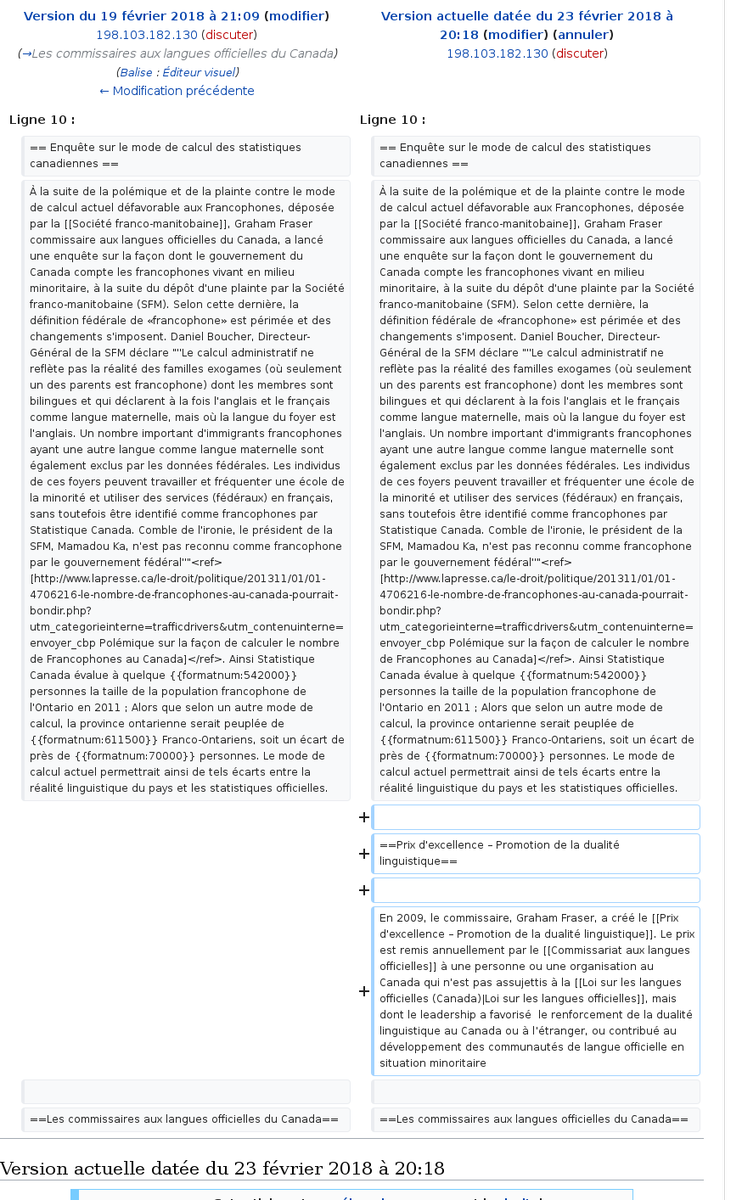 Version du 19 février 2018 à 21:09 (modifier)
198.103.182.130 (discuter)
(→Les commissaires aux langues officielles du Canada)
(Balise : Éditeur visuel)
← Modification précédente
Version actuelle datée du 23 février 2018 à
20:18 (modifier) (annuler)
198.103.182.130 (discuter)
Ligne 10 :
== Enquête sur le mode de calcul des statistiques
canadiennes ==
À la suite de la polémique et de la plainte contre le mode
de calcul actuel défavorable aux Francophones, déposée
par la [[Société franco-manitobaine]], Graham Fraser
commissaire aux langues officielles du Canada, a lancé
une enquête sur la façon dont le gouvernement du
Canada compte les francophones vivant en milieu
minoritaire, à la suite du dépôt d'une plainte par la Société
franco-manitobaine (SFM). Selon cette dernière, la
définition fédérale de «francophone» est périmée et des
changements s'imposent. Daniel Boucher, Directeur-
Général de la SFM déclare "''Le calcul administratif ne
reflète pas la réalité des familles exogames (où seulement
un des parents est francophone) dont les membres sont
bilingues et qui déclarent à la fois l'anglais et le français
comme langue maternelle, mais où la langue du foyer est
l'anglais. Un nombre important d'immigrants francophones
ayant une autre langue comme langue maternelle sont
également exclus par les données fédérales. Les individus
de ces foyers peuvent travailler et fréquenter une école de
la minorité et utiliser des services (fédéraux) en français,
sans toutefois être identifié comme francophones par
Statistique Canada. Comble de l'ironie, le président de la
SFM, Mamadou Ka, n'est pas reconnu comme francophone
par le gouvernement fédéral''"<ref>
[http://www.lapresse.ca/le-droit/politique/201311/01/01-
4706216-le-nombre-de-francophones-au-canada-pourrait-
bondir.php?
utm_categorieinterne=trafficdrivers&utm_contenuinterne=
envoyer_cbp Polémique sur la façon de calculer le nombre
de Francophones au Canada]</ref>. Ainsi Statistique
Canada évalue à quelque {{formatnum:542000}}
personnes la taille de la population francophone de
l'Ontario en 2011 ; Alors que selon un autre mode de
calcul, la province ontarienne serait peuplée de
{{formatnum:611500}} Franco-Ontariens, soit un écart de
près de {{formatnum:70000}} personnes. Le mode de
calcul actuel permettrait ainsi de tels écarts entre la
réalité linguistique du pays et les statistiques officielles.
==Les commissaires aux langues officielles du Canada==
Ligne 10 :
== Enquête sur le mode de calcul des statistiques
canadiennes ==
À la suite de la polémique et de la plainte contre le mode
de calcul actuel défavorable aux Francophones, déposée
par la [[Société franco-manitobaine]], Graham Fraser
commissaire aux langues officielles du Canada, a lancé
une enquête sur la façon dont le gouvernement du
Canada compte les francophones vivant en milieu
minoritaire, à la suite du dépôt d'une plainte par la Société
franco-manitobaine (SFM). Selon cette dernière, la
définition fédérale de «francophone» est périmée et des
changements s'imposent. Daniel Boucher, Directeur-
Général de la SFM déclare "''Le calcul administratif ne
reflète pas la réalité des familles exogames (où seulement
un des parents est francophone) dont les membres sont
bilingues et qui déclarent à la fois l'anglais et le français
comme langue maternelle, mais où la langue du foyer est
l'anglais. Un nombre important d'immigrants francophones
ayant une autre langue comme langue maternelle sont
également exclus par les données fédérales. Les individus
de ces foyers peuvent travailler et fréquenter une école de
la minorité et utiliser des services (fédéraux) en français,
sans toutefois être identifié comme francophones par
Statistique Canada. Comble de l'ironie, le président de la
SFM, Mamadou Ka, n'est pas reconnu comme francophone
par le gouvernement fédéral''"<ref>
[http://www.lapresse.ca/le-droit/politique/201311/01/01-
4706216-le-nombre-de-francophones-au-canada-pourrait-
bondir.php?
utm_categorieinterne=trafficdrivers&utm_contenuinterne=
envoyer_cbp Polémique sur la façon de calculer le nombre
de Francophones au Canada]</ref>. Ainsi Statistique
Canada évalue à quelque {{formatnum:542000}}
personnes la taille de la population francophone de
l'Ontario en 2011 ; Alors que selon un autre mode de
calcul, la province ontarienne serait peuplée de
{{formatnum:611500}} Franco-Ontariens, soit un écart de
près de {{formatnum:70000}} personnes. Le mode de
calcul actuel permettrait ainsi de tels écarts entre la
réalité linguistique du pays et les statistiques officielles.
+
+ ==Prix d'excellence – Promotion de la dualité
linguistique==
+
+ En 2009, le commissaire, Graham Fraser, a créé le [[Prix
d'excellence – Promotion de la dualité linguistique]]. Le prix
est remis annuellement par le [[Commissariat aux langues
officielles]] à une personne ou une organisation au
Canada qui n'est pas assujettis à la [[Loi sur les langues
officielles (Canada)|Loi sur les langues officielles]], mais
dont le leadership a favorisé  le renforcement de la dualité
linguistique au Canada ou à l'étranger, ou contribué au
développement des communautés de langue officielle en
situation minoritaire
==Les commissaires aux langues officielles du Canada==
Version actuelle datée du 23 février 2018 à 20:18